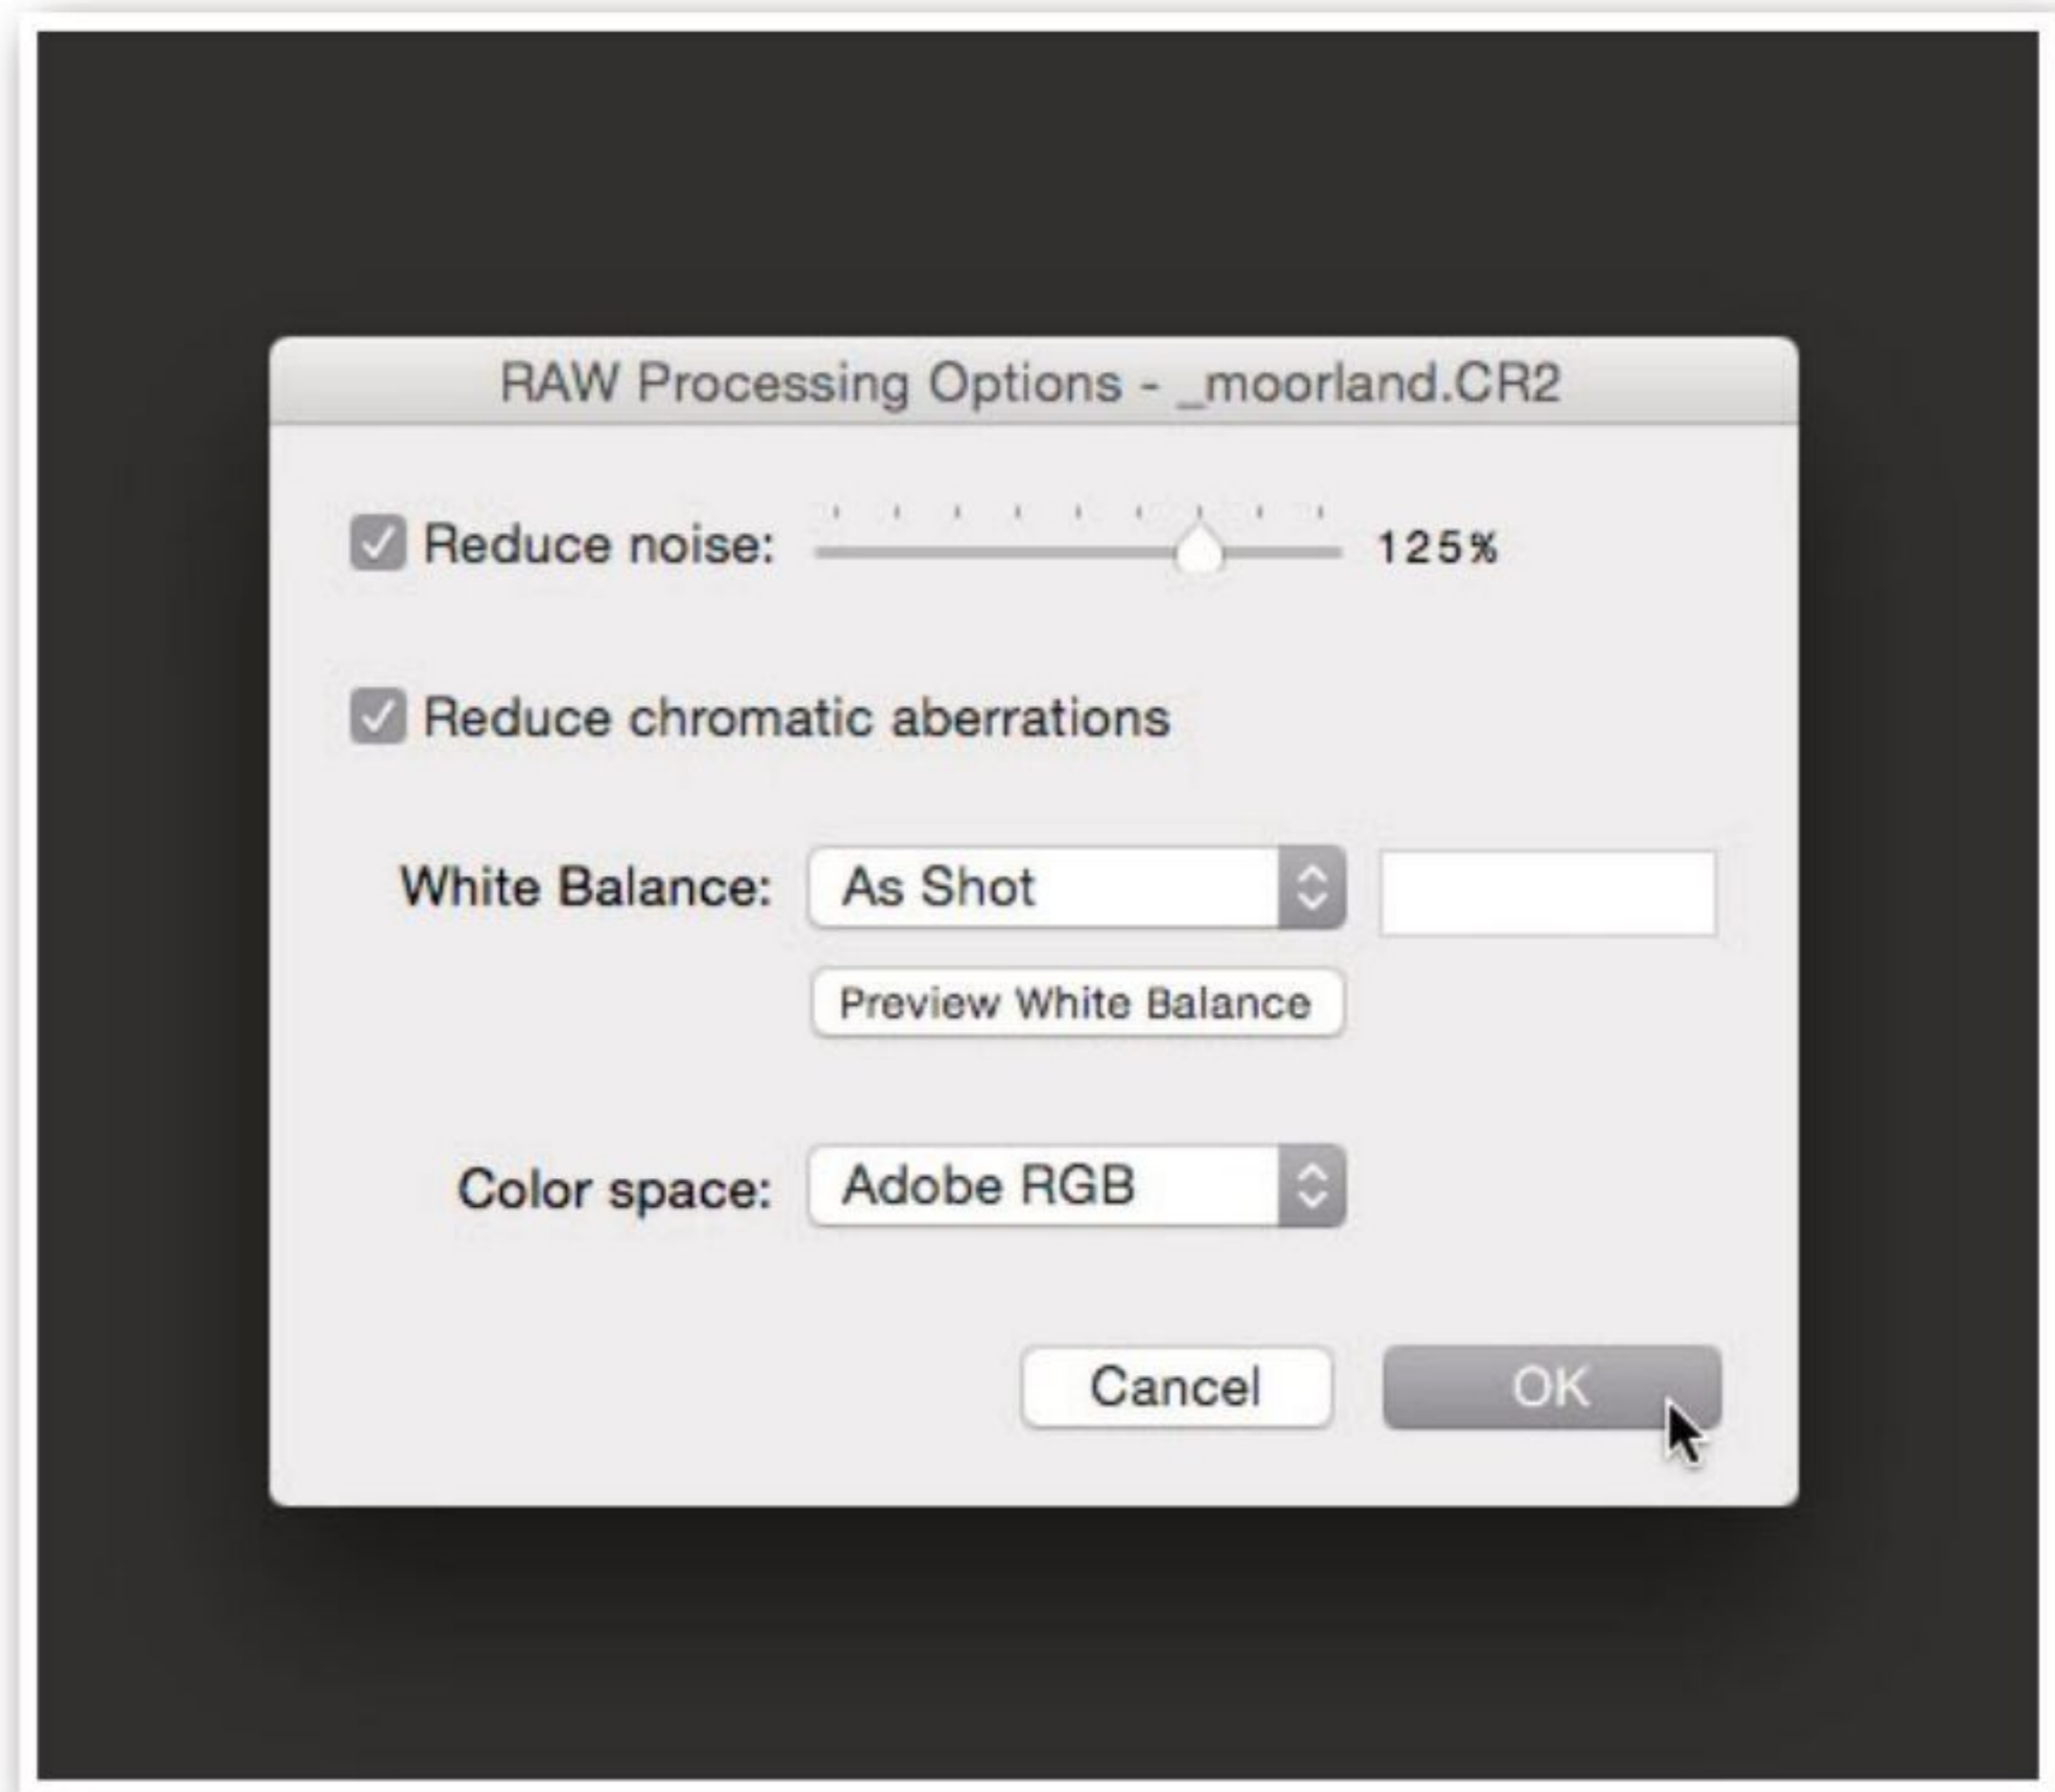 RAW Processing Options - _moorland.CR2
Reduce noise: 125%
Reduce chromatic aberrations
White Balance: As Shot
Preview White Balance
Color space: Adobe RGB
Cancel OK